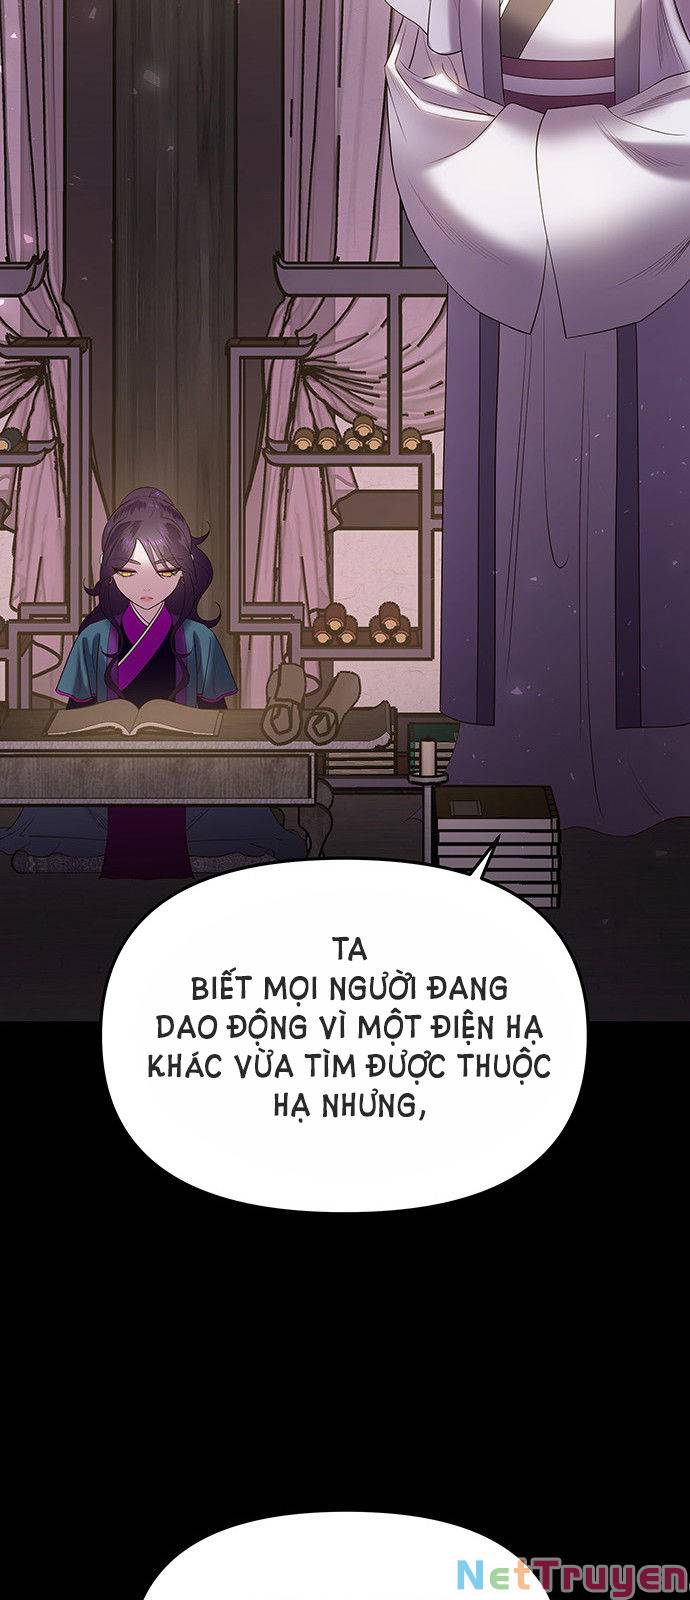 TA
BIẾT MỌI NGƯỜI ĐANG
DAO ĐỘNG VÌ MỘT ĐIỆN HẠ
KHÁC VỪA TÌM ĐƯỢC THUỘC
HẠ NHƯNG,
NetTruyen